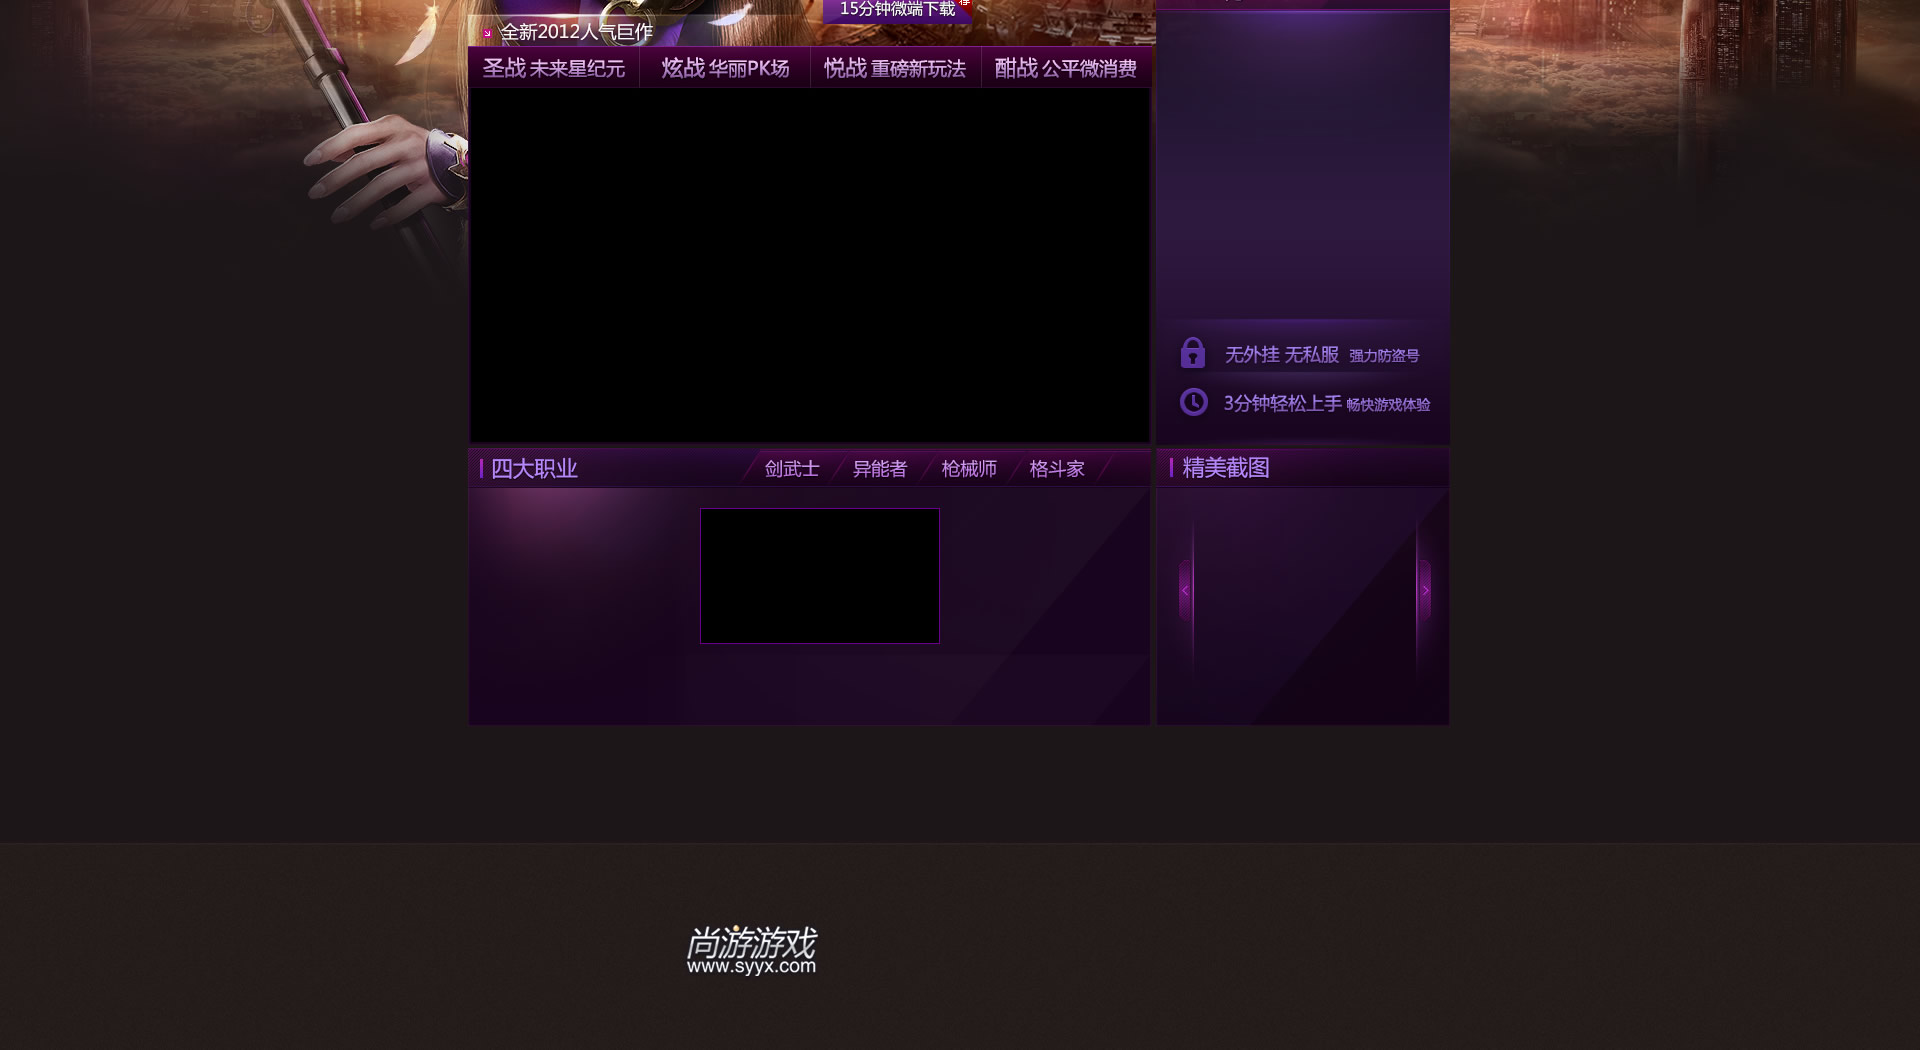 15分钟微端下载
全新2012人气巨作
圣战 未来星纪元
炫战 华丽PK场
悦战 重磅新玩法
酣战 公平微消费
无外挂 无私服 强力防盗号
3分钟轻松上手 畅快游戏体验
四大职业
剑武士
异能者
枪械师
格斗家
精美截图
尚游游戏
www.syyx.com